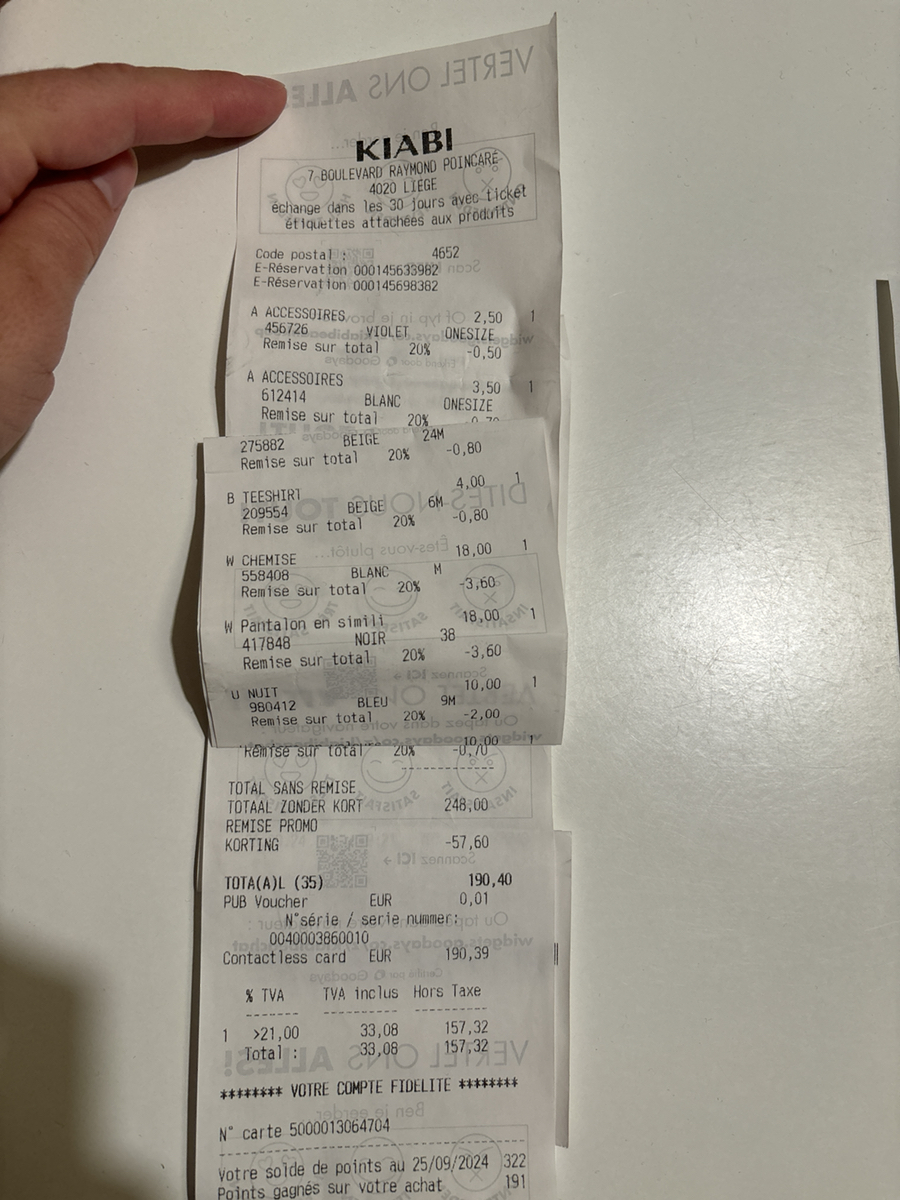 KIABI
7 BOULEVARD RAYMOND POINCARÉ
4020 LIEGE
échange dans les 30 jours avec ticket
étiquettes attachées aux produits
Code postal : 4652
E-Réservation 000145633982
E-Réservation 000145698382
A ACCESSOIRES 2,50 1
456726 VIOLET ONESIZE
Remise sur total 20% -0,50
A ACCESSOIRES 3,50 1
612414 BLANC ONESIZE
Remise sur total 20% -0,70
275882 BEIGE 24M
Remise sur total 20% -0,80
B TEESHIRT 4,00 1
209554 BEIGE 6M
Remise sur total 20% -0,80
W CHEMISE 18,00 1
558408 BLANC M
Remise sur total 20% -3,60
W Pantalon en simili 18,00 1
417848 NOIR 38
Remise sur total 20% -3,60
U NUIT 10,00 1
980412 BLEU 9M
Remise sur total 20% -2,00
10,00 1
Remise sur total 20% -0,70
TOTAL SANS REMISE
TOTAAL ZONDER KORT 248,00
REMISE PROMO
KORTING -57,60
TOTA(A)L (35) 190,40
PUB Voucher EUR 0,01
N°série / serie nummer:
0040003860010
Contactless card EUR 190,39
% TVA TVA inclus Hors Taxe
1 >21,00 33,08 157,32
Total : 33,08 157,32
******** VOTRE COMPTE FIDELITE ********
N° carte 5000013064704
Votre solde de points au 25/09/2024 322
Points gagnés sur votre achat 191